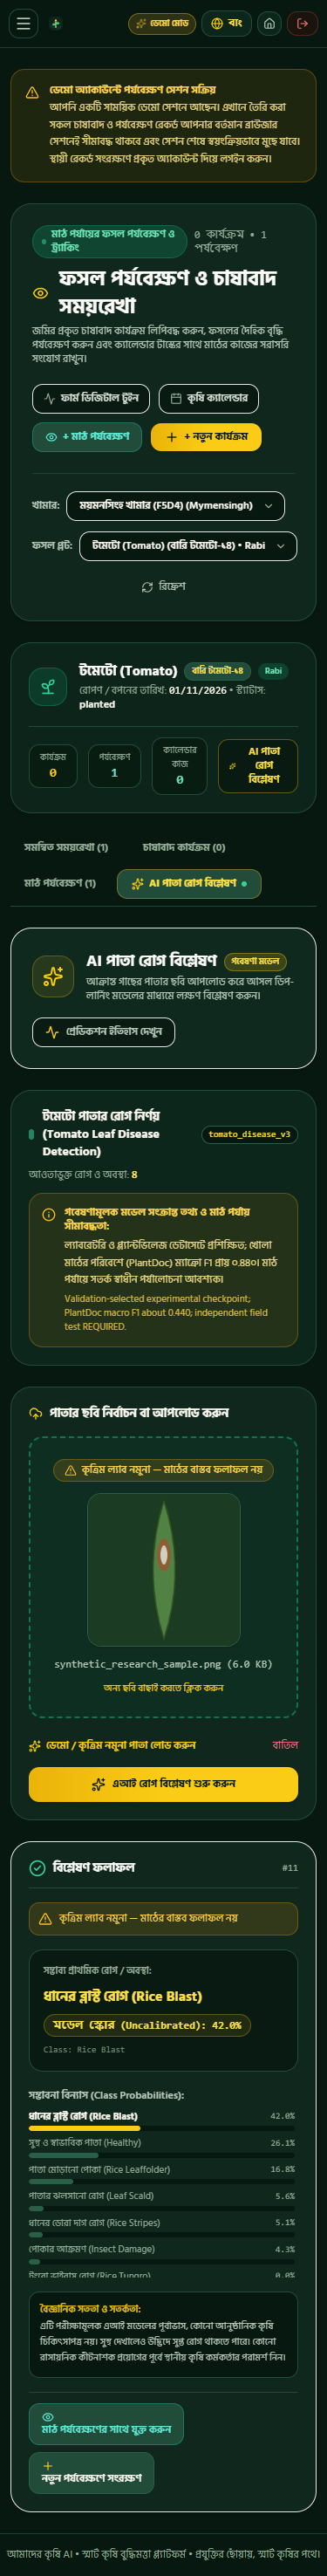 ডেমো মোড
বাং
ডেমো অ্যাকাউন্টে পর্যবেক্ষণ সেশন সক্রিয়
আপনি একটি সাময়িক ডেমো সেশনে আছেন। এখানে তৈরি করা
সকল চাষাবাদ ও পর্যবেক্ষণ রেকর্ড আপনার বর্তমান ব্রাউজার
সেশনেই সীমাবদ্ধ থাকবে এবং সেশন শেষে স্বয়ংক্রিয়ভাবে মুছে যাবে।
স্থায়ী রেকর্ড সংরক্ষণে প্রকৃত অ্যাকাউন্ট দিয়ে লগইন করুন।
মাঠ পর্যায়ের ফসল পর্যবেক্ষণ ও
ট্র্যাকিং
0 কার্যক্রম • 1
পর্যবেক্ষণ
ফসল পর্যবেক্ষণ ও চাষাবাদ
সময়রেখা
জমির প্রকৃত চাষাবাদ কার্যক্রম লিপিবদ্ধ করুন, ফসলের দৈনিক বৃদ্ধি
পর্যবেক্ষণ করুন এবং ক্যালেন্ডার টাস্কের সাথে মাঠের কাজের সরাসরি
সংযোগ রাখুন।
ফার্ম ডিজিটাল টুইন
কৃষি ক্যালেন্ডার
+ মাঠ পর্যবেক্ষণ
+ নতুন কার্যক্রম
খামার:
ময়মনসিংহ খামার (F5D4) (Mymensingh)
ফসল প্লট:
টমেটো (Tomato) (বারি টমেটো-১৪) • Rabi
রিফ্রেশ
টমেটো (Tomato)
বারি টমেটো-১৪
Rabi
রোপণ / বপনের তারিখ: 01/11/2026 • স্ট্যাটাস:
planted
কার্যক্রম
0
পর্যবেক্ষণ
1
ক্যালেন্ডার
কাজ
0
AI পাতা
রোগ
বিশ্লেষণ
সমন্বিত সময়রেখা (1)
চাষাবাদ কার্যক্রম (0)
মাঠ পর্যবেক্ষণ (1)
AI পাতা রোগ বিশ্লেষণ
AI পাতা রোগ বিশ্লেষণ
গবেষণা মডেল
আক্রান্ত গাছের পাতার ছবি আপলোড করে আসল ডিপ-
লার্নিং মডেলের মাধ্যমে লক্ষণ বিশ্লেষণ করুন।
প্রেডিকশন ইতিহাস দেখুন
টমেটো পাতার রোগ নির্ণয়
(Tomato Leaf Disease
Detection)
tomato_disease_v3
আওতাভুক্ত রোগ ও অবস্থা: 8
গবেষণামূলক মডেল সংক্রান্ত তথ্য ও মাঠ পর্যায়
সীমাবদ্ধতা:
ল্যাবরেটরি ও প্ল্যান্টভিলেজ ডেটাসেটে প্রশিক্ষিত; খোলা
মাঠের পরিবেশে (PlantDoc) ম্যাক্রো F1 প্রায় ০.৪৪০। মাঠ
পর্যায়ে সতর্ক স্বাধীন পর্যালোচনা আবশ্যক।
Validation-selected experimental checkpoint;
PlantDoc macro F1 about 0.440; independent field
test REQUIRED.
পাতার ছবি নির্বাচন বা আপলোড করুন
কৃত্রিম ল্যাব নমুনা — মাঠের বাস্তব ফলাফল নয়
synthetic_research_sample.png (6.0 KB)
অন্য ছবি বাছাই করতে ক্লিক করুন
ডেমো / কৃত্রিম নমুনা পাতা লোড করুন
বাতিল
এআই রোগ বিশ্লেষণ শুরু করুন
বিশ্লেষণ ফলাফল
#11
কৃত্রিম ল্যাব নমুনা — মাঠের বাস্তব ফলাফল নয়
সম্ভাব্য প্রাথমিক রোগ / অবস্থা:
ধানের ব্লাস্ট রোগ (Rice Blast)
মডেল স্কোর (Uncalibrated): 42.0%
Class: Rice Blast
সম্ভাবনা বিন্যাস (Class Probabilities):
ধানের ব্লাস্ট রোগ (Rice Blast)
42.0%
সুস্থ ও স্বাভাবিক পাতা (Healthy)
26.1%
পাতা মোড়ানো পোকা (Rice Leaffolder)
16.8%
পাতার ঝলসানো রোগ (Leaf Scald)
5.6%
ধানের ডোরা দাগ রোগ (Rice Stripes)
5.1%
পোকার আক্রমণ (Insect Damage)
4.3%
টুংরো ভাইরাস রোগ (Rice Tungro)
0.0%
বৈজ্ঞানিক সততা ও সতর্কতা:
এটি পরীক্ষামূলক এআই মডেলের পূর্বাভাস, কোনো আনুষ্ঠানিক কৃষি
চিকিৎসাপত্র নয়। সুস্থ দেখালেও উদ্ভিদে সুপ্ত রোগ থাকতে পারে। কোনো
রাসায়নিক কীটনাশক প্রয়োগের পূর্বে স্থানীয় কৃষি কর্মকর্তার পরামর্শ নিন।
মাঠ পর্যবেক্ষণের সাথে যুক্ত করুন
নতুন পর্যবেক্ষণে সংরক্ষণ
আমাদের কৃষি AI • স্মার্ট কৃষি বুদ্ধিমত্তা প্ল্যাটফর্ম • প্রযুক্তির ছোঁয়ায়, স্মার্ট কৃষির পথে।